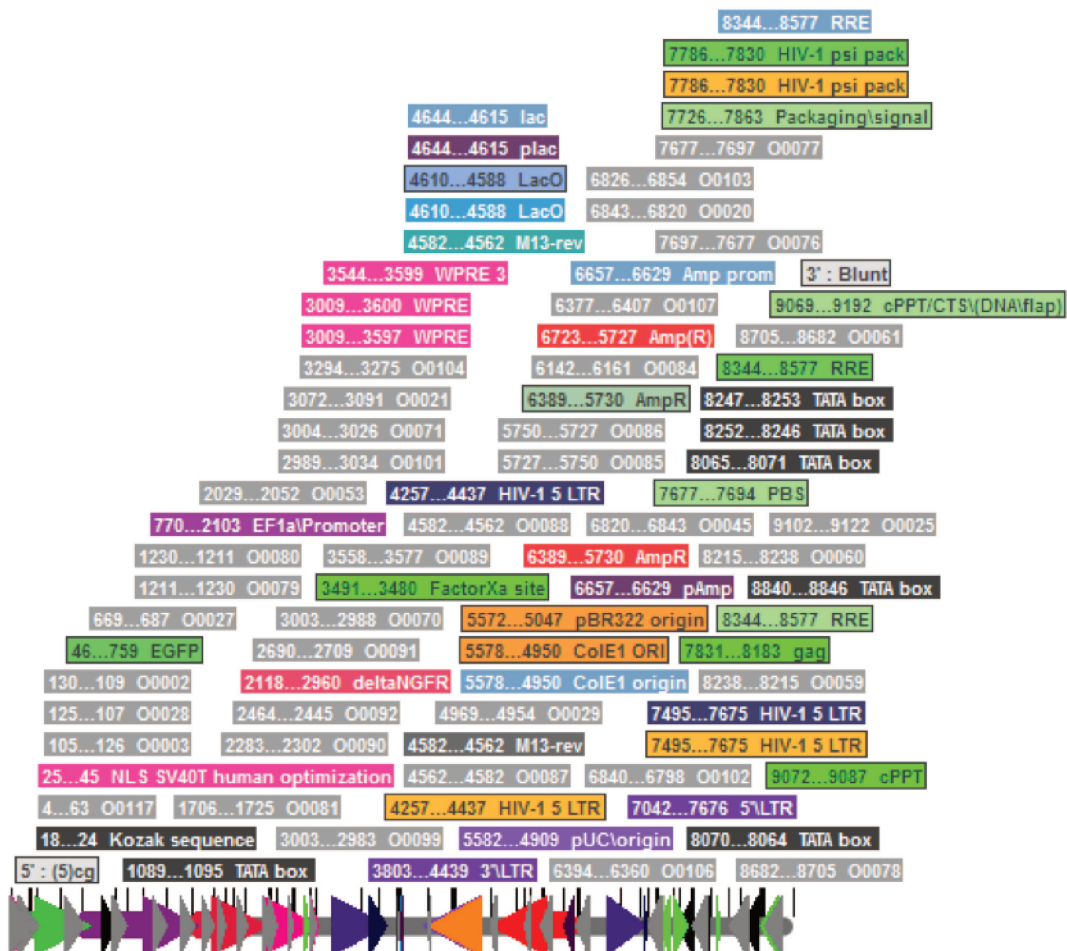 8344...8577 RRE
7786...7830 HIV-1 psi pack
7786...7830 HIV-1 psi pack
4644...4615 lac 7726...7863 Packaging\signal
4644...4615 plac 7677...7697 O0077
4610...4588 LacO 6826...6854 O0103
4610...4588 LacO 6843...6820 O0020
4582...4562 M13-rev 7697...7677 O0076
3544...3599 WPRE 3 6657...6629 Amp prom 3' : Blunt
3009...3600 WPRE 6377...6407 O0107 9069...9192 cPPT/CTS\(DNA\flap)
3009...3597 WPRE 6723...5727 Amp(R) 8705...8682 O0061
3294...3275 O0104 6142...6161 O0084 8344...8577 RRE
3072...3091 O0021 6389...5730 AmpR 8247...8253 TATA box
3004...3026 O0071 5750...5727 O0086 8252...8246 TATA box
2989...3034 O0101 5727...5750 O0085 8065...8071 TATA box
2029...2052 O0053 4257...4437 HIV-1 5 LTR 7677...7694 PBS
770...2103 EF1a\Promoter 4582...4562 O0088 6820...6843 O0045 9102...9122 O0025
1230...1211 O0080 3558...3577 O0089 6389...5730 AmpR 8215...8238 O0060
1211...1230 O0079 3491...3480 FactorXa site 6657...6629 pAmp 8840...8846 TATA box
669...687 O0027 3003...2988 O0070 5572...5047 pBR322 origin 8344...8577 RRE
46...759 EGFP 2690...2709 O0091 5578...4950 ColE1 ORI 7831...8183 gag
130...109 O0002 2118...2960 deltaNGFR 5578...4950 ColE1 origin 8238...8215 O0059
125...107 O0028 2464...2445 O0092 4969...4954 O0029 7495...7675 HIV-1 5 LTR
105...126 O0003 2283...2302 O0090 4582...4562 M13-rev 7495...7675 HIV-1 5 LTR
25...45 NLS SV40T human optimization 4562...4582 O0087 6840...6798 O0102 9072...9087 cPPT
4...63 O0117 1706...1725 O0081 4257...4437 HIV-1 5 LTR 7042...7676 5'\LTR
18...24 Kozak sequence 3003...2983 O0099 5582...4909 pUC\origin 8070...8064 TATA box
5' : (5)cg 1089...1095 TATA box 3803...4439 3'\LTR 6394...6360 O0106 8682...8705 O0078